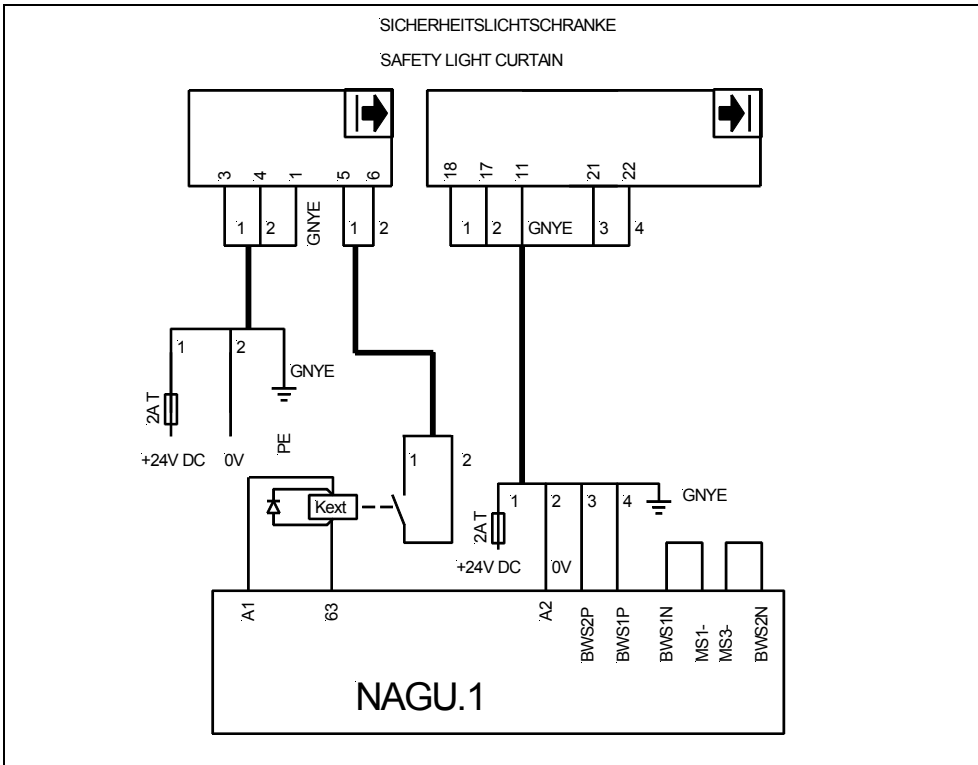 SICHERHEITSLICHTSCHRANKE
SAFETY LIGHT CURTAIN
3 4 1 5 6
18 17 11 21 22
1 2 GNYE 1 2
1 2 GNYE 3 4
1 2 GNYE
2A T
+24V DC 0V PE
1 2
Kext
1 2 3 4 GNYE
2A T
+24V DC 0V
A1 63 A2 BWS2P BWS1P BWS1N MS1- MS3- BWS2N
NAGU.1